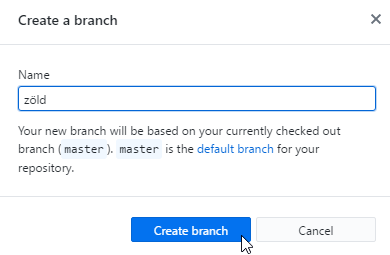 Create a branch
Name
zöld
Your new branch will be based on your currently checked out
branch (master). master is the default branch for your
repository.
Create branch
Cancel